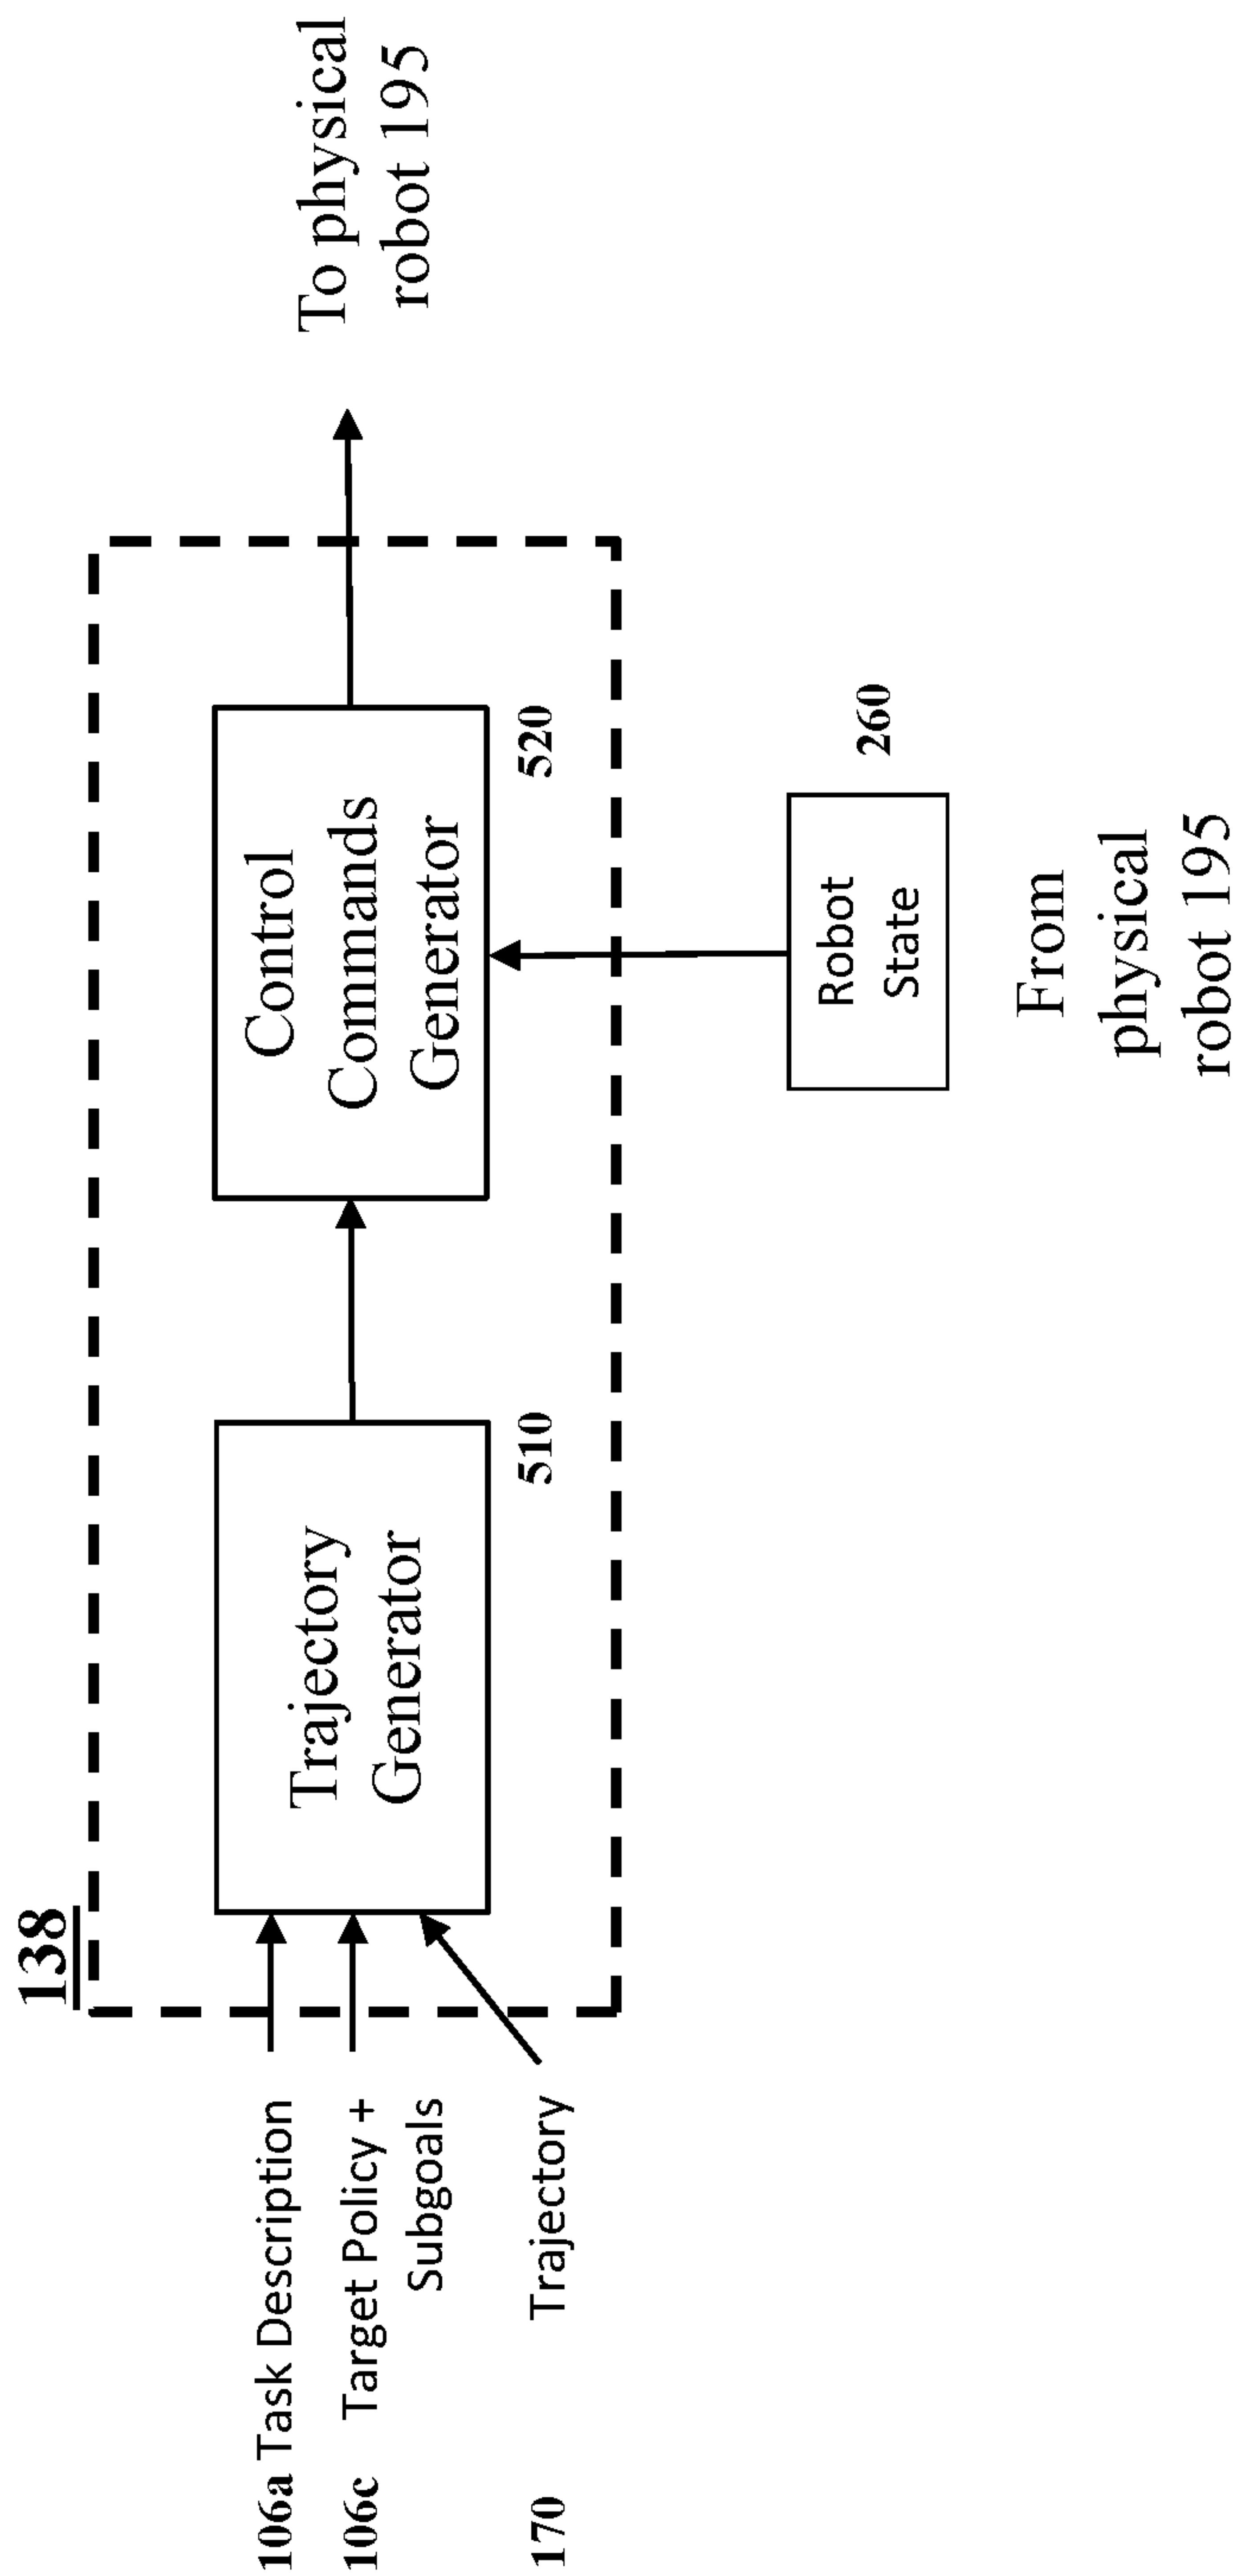 138
106a Task Description
106c Target Policy +
Subgoals
170 Trajectory
Trajectory
Generator
510
Control
Commands
Generator
520
To physical
robot 195
Robot
State
260
From
physical
robot 195